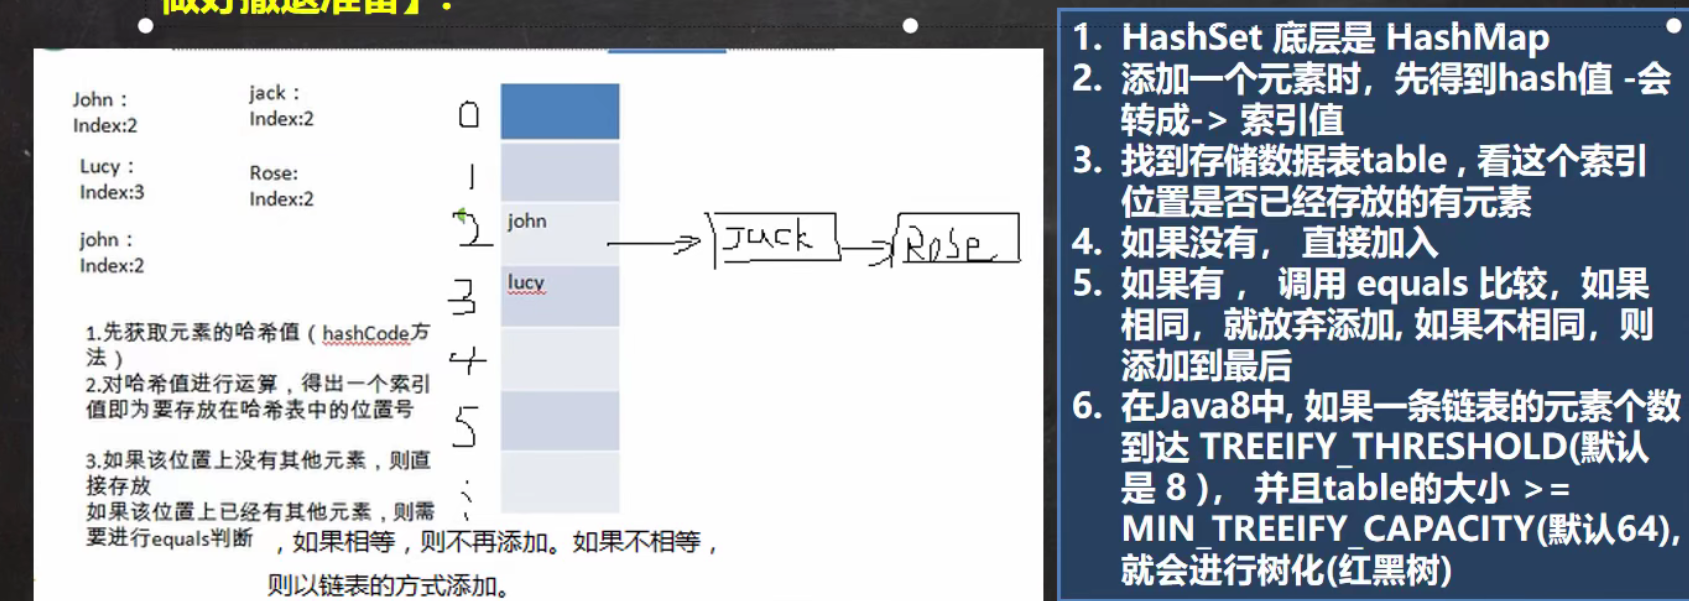 做好撤退准备】：
John：
Index:2
jack：
Index:2
Lucy：
Index:3
Rose:
Index:2
john：
Index:2
1.先获取元素的哈希值（hashCode方
法）
2.对哈希值进行运算，得出一个索引
值即为要存放在哈希表中的位置号
3.如果该位置上没有其他元素，则直
接存放
如果该位置上已经有其他元素，则需
要进行equals判断 ，如果相等，则不再添加。如果不相等，
则以链表的方式添加。
0
1
2
john
Jack
Rose
3
lucy
4
5
1. HashSet 底层是 HashMap
2. 添加一个元素时，先得到hash值 -会
转成-> 索引值
3. 找到存储数据表table , 看这个索引
位置是否已经存放的有元素
4. 如果没有， 直接加入
5. 如果有 ， 调用 equals 比较，如果
相同，就放弃添加, 如果不相同，则
添加到最后
6. 在Java8中, 如果一条链表的元素个数
到达 TREEIFY_THRESHOLD(默认
是 8 )， 并且table的大小 >=
MIN_TREEIFY_CAPACITY(默认64),
就会进行树化(红黑树)